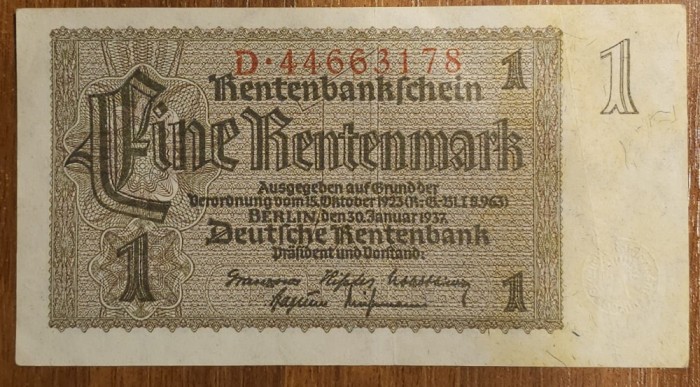 D·44663178
1
1
Rentenbankschein
Eine Rentenmark
Ausgegeben auf Grund der
Verordnung vom 15. Oktober 1923 (R.-G.-Bl. I S. 963)
BERLIN, den 30. Januar 1937.
Deutsche Rentenbank
Präsident und Vorstand:
1
1